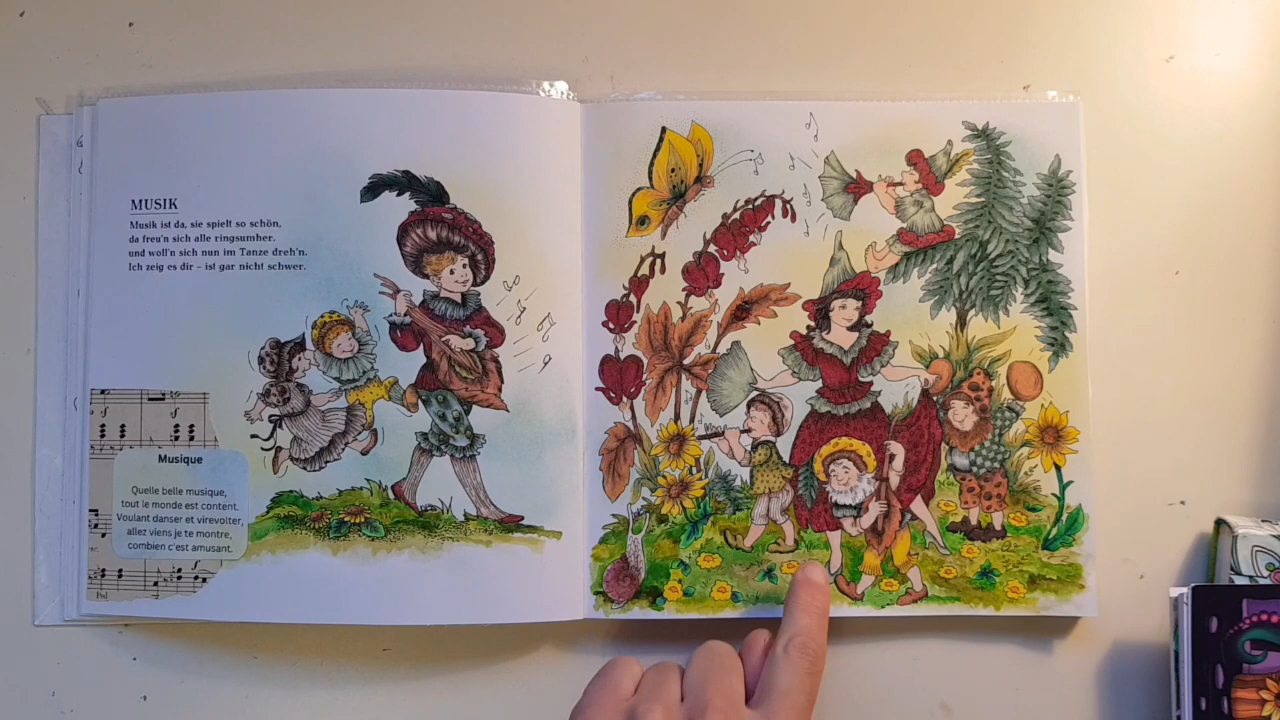 MUSIK
Musik ist da, sie spielt so schön,
da freu'n sich alle ringsumher.
und woll'n sich nun im Tanze dreh'n.
Ich zeig es dir – ist gar nicht schwer.
Musique
Quelle belle musique,
tout le monde est content.
Voulant danser et virevolter,
allez viens je te montre,
combien c'est amusant.